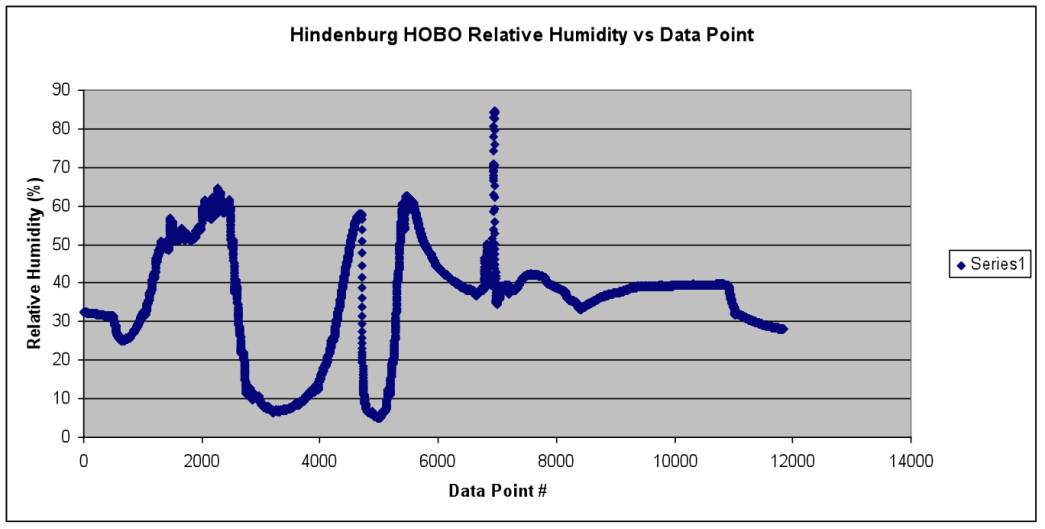 Hindenburg HOBO Relative Humidity vs Data Point
90
80
70
60
50
40
30
20
10
0
Relative Humidity (%)
0 2000 4000 6000 8000 10000 12000 14000
Data Point #
Series1